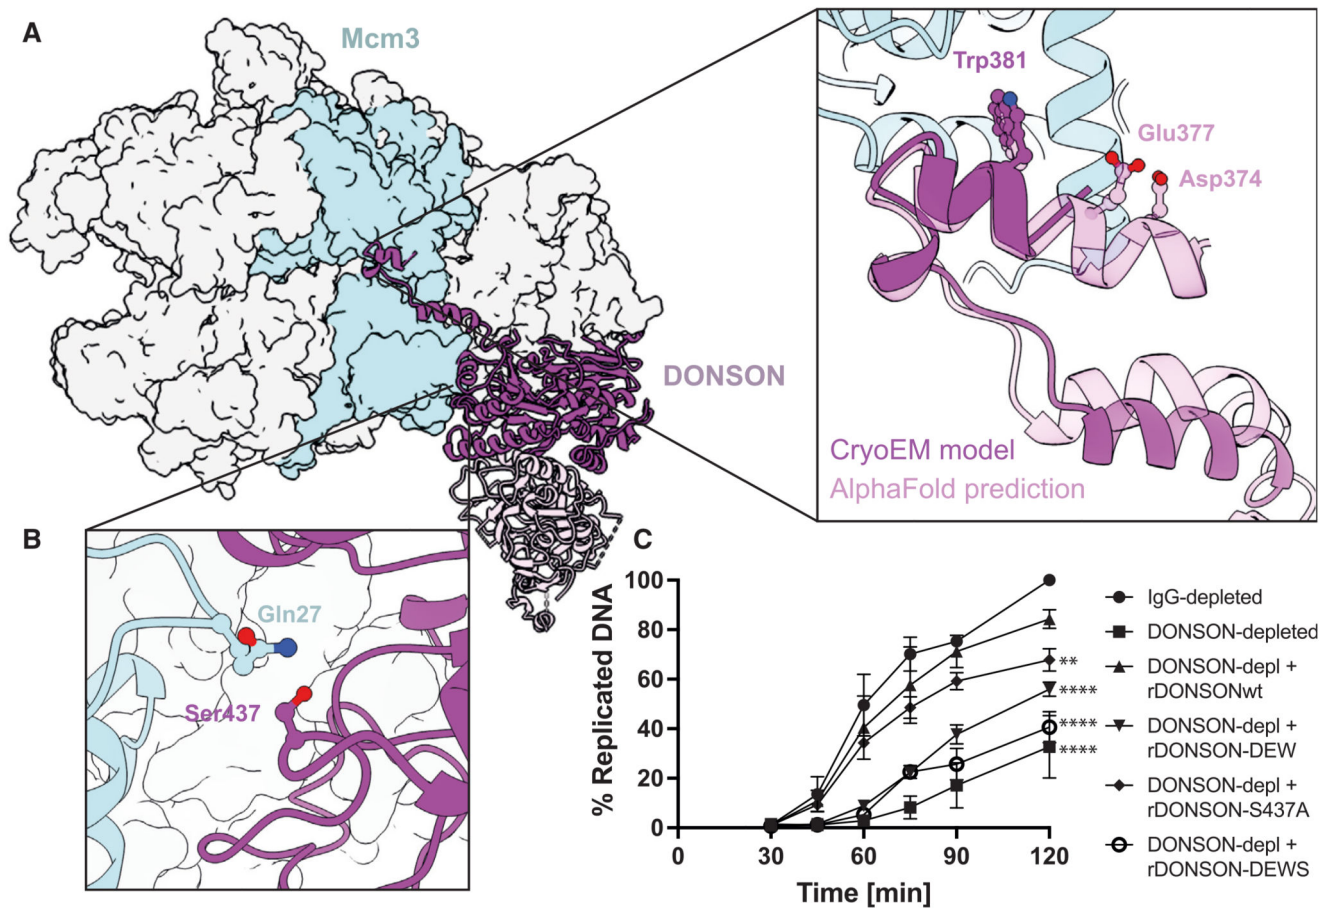 A
Mcm3
DONSON
Trp381
Glu377
Asp374
CryoEM model
AlphaFold prediction
B
Gln27
Ser437
C
% Replicated DNA
100
80
60
40
20
0
0 30 60 90 120
Time [min]
**
****
****
****
IgG-depleted
DONSON-depleted
DONSON-depl +
rDONSONwt
DONSON-depl +
rDONSON-DEW
DONSON-depl +
rDONSON-S437A
DONSON-depl +
rDONSON-DEWS